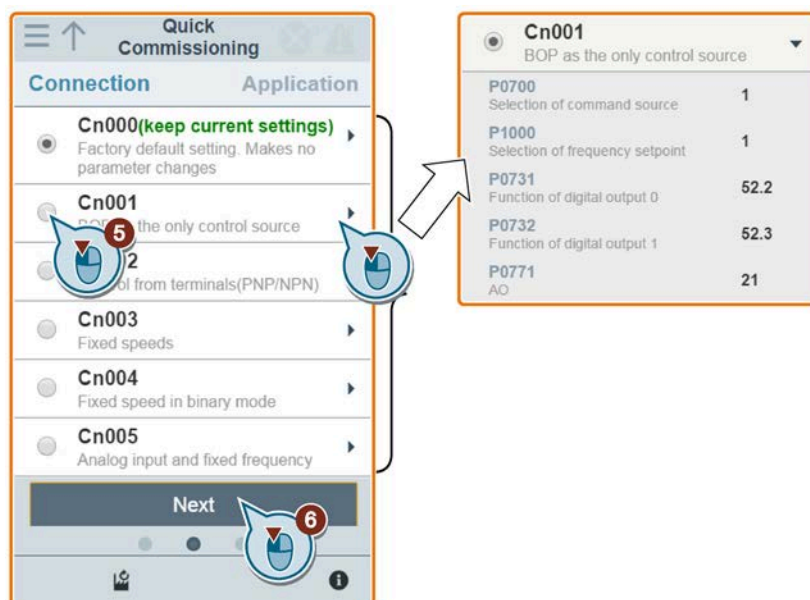 Quick
Commissioning
Connection
Application
Cn000(keep current settings)
Factory default setting. Makes no
parameter changes
Cn001
the only control source
5
2
ol from terminals(PNP/NPN)
Cn003
Fixed speeds
Cn004
Fixed speed in binary mode
Cn005
Analog input and fixed frequency
Next
6
Cn001
BOP as the only control source
P0700
1
Selection of command source
P1000
1
Selection of frequency setpoint
P0731
52.2
Function of digital output 0
P0732
52.3
Function of digital output 1
P0771
21
AO